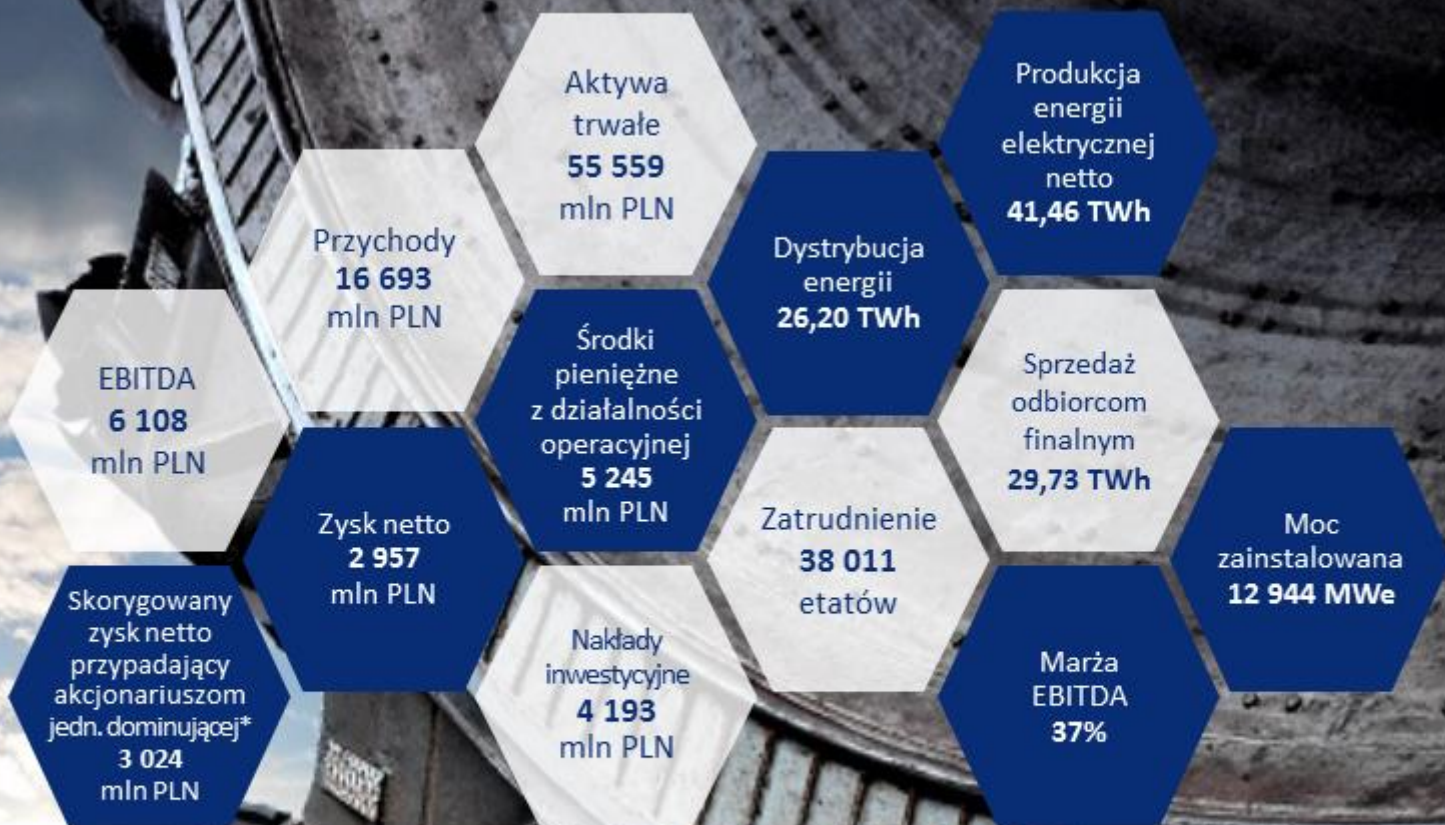 Aktywa
trwałe
55 559
mln PLN
Produkcja
energii
elektrycznej
netto
41,46 TWh
Przychody
16 693
mln PLN
Dystrybucja
energii
26,20 TWh
EBITDA
6 108
mln PLN
Środki
pieniężne
z działalności
operacyjnej
5 245
mln PLN
Sprzedaż
odbiorcom
finalnym
29,73 TWh
Zysk netto
2 957
mln PLN
Zatrudnienie
38 011
etatów
Moc
zainstalowana
12 944 MWe
Skorygowany
zysk netto
przypadający
akcjonariuszom
jedn. dominującej*
3 024
mln PLN
Nakłady
inwestycyjne
4 193
mln PLN
Marża
EBITDA
37%